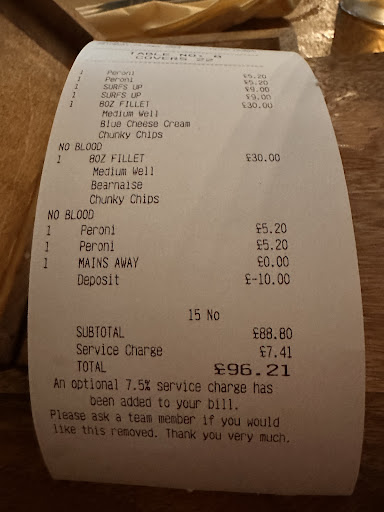 TABLE NO: 8
COVERS 22
1 Peroni £5.20
1 Peroni £5.20
1 SURFS UP £9.00
1 SURFS UP £9.00
1 8OZ FILLET £30.00
Medium Well
Blue Cheese Cream
Chunky Chips
NO BLOOD
1 8OZ FILLET £30.00
Medium Well
Bearnaise
Chunky Chips
NO BLOOD
1 Peroni £5.20
1 Peroni £5.20
1 MAINS AWAY £0.00
Deposit £-10.00
15 No
SUBTOTAL £88.80
Service Charge £7.41
TOTAL £96.21
An optional 7.5% service charge has
been added to your bill.
Please ask a team member if you would
like this removed. Thank you very much.